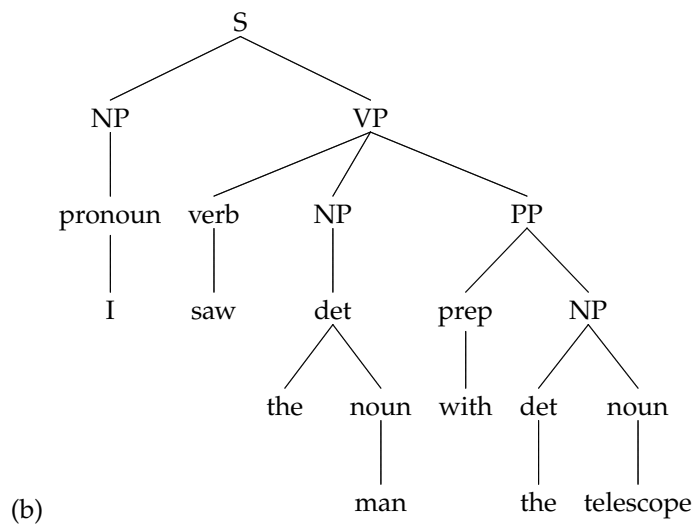 S
NP VP
pronoun verb NP PP
I saw det prep NP
the noun with det noun
man the telescope
(b)